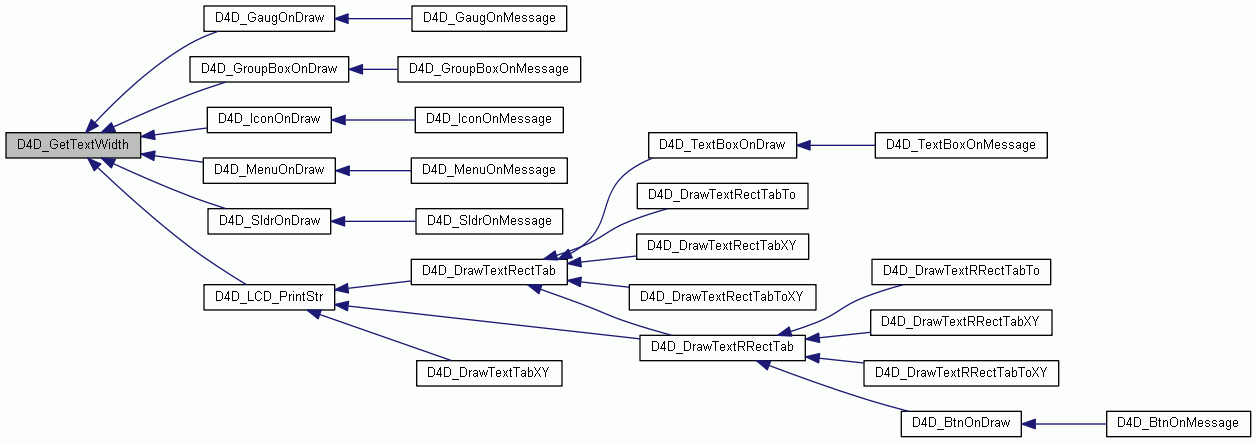 D4D_GaugOnDraw
D4D_GaugOnMessage
D4D_GroupBoxOnDraw
D4D_GroupBoxOnMessage
D4D_IconOnDraw
D4D_IconOnMessage
D4D_GetTextWidth
D4D_TextBoxOnDraw
D4D_TextBoxOnMessage
D4D_MenuOnDraw
D4D_MenuOnMessage
D4D_DrawTextRectTabTo
D4D_SldrOnDraw
D4D_SldrOnMessage
D4D_DrawTextRectTabXY
D4D_DrawTextRectTab
D4D_DrawTextRRectTabTo
D4D_LCD_PrintStr
D4D_DrawTextRectTabToXY
D4D_DrawTextRRectTabXY
D4D_DrawTextRRectTab
D4D_DrawTextTabXY
D4D_DrawTextRRectTabToXY
D4D_BtnOnDraw
D4D_BtnOnMessage